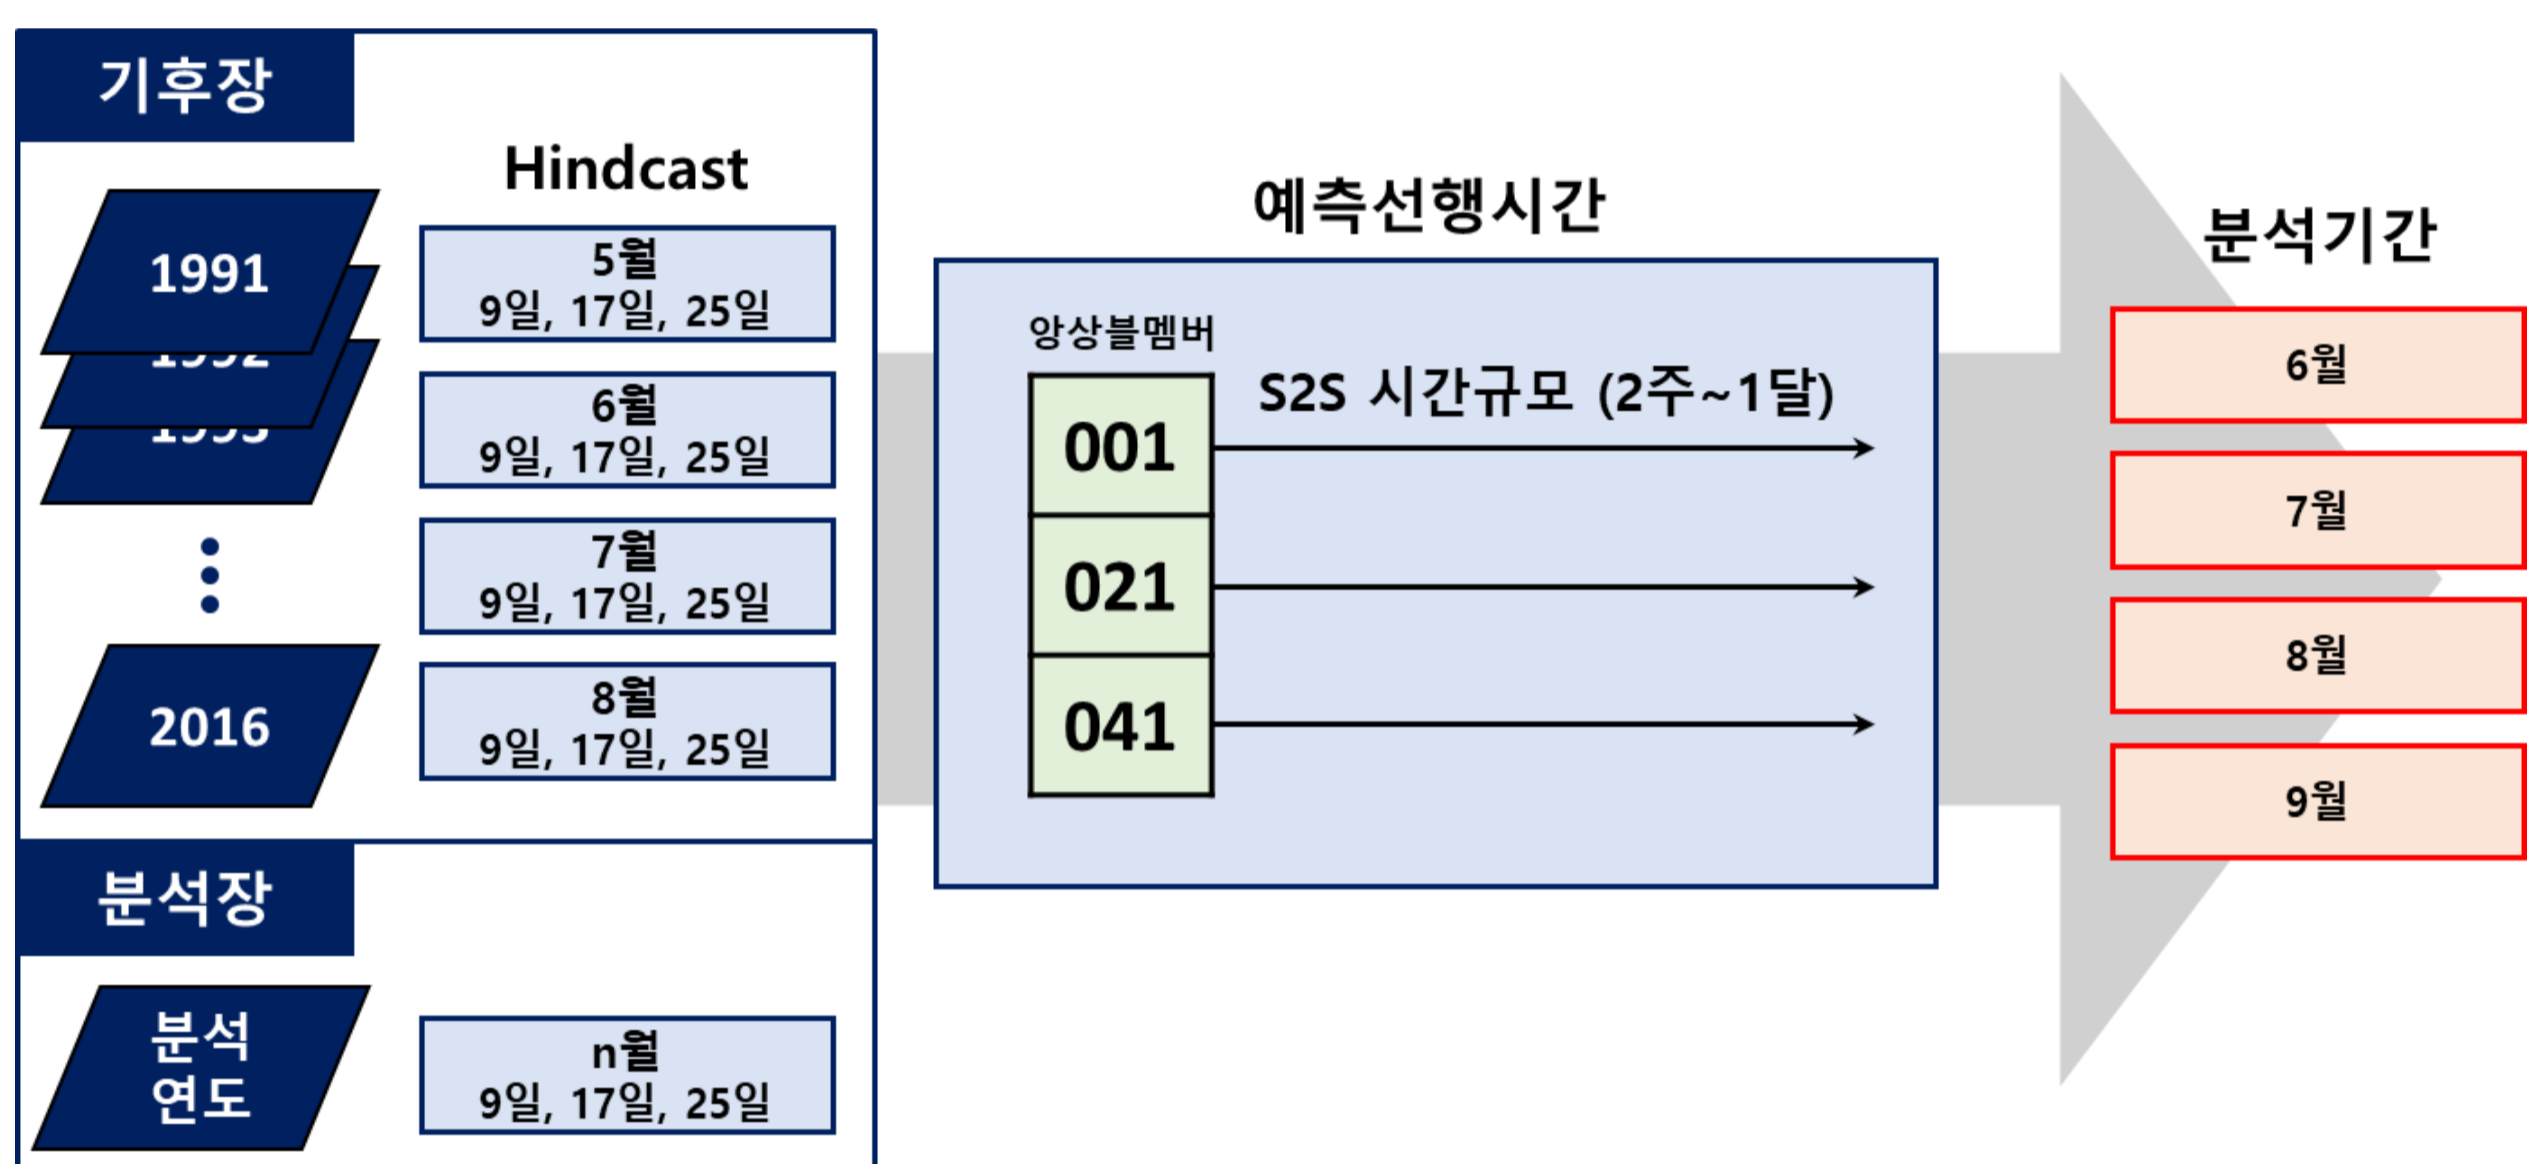 기후장
Hindcast
1991
1992
1993
2016
5월
9일, 17일, 25일
6월
9일, 17일, 25일
7월
9일, 17일, 25일
8월
9일, 17일, 25일
분석장
분석
연도
n월
9일, 17일, 25일
예측선행시간
앙상블멤버
S2S 시간규모 (2주~1달)
001
021
041
분석기간
6월
7월
8월
9월